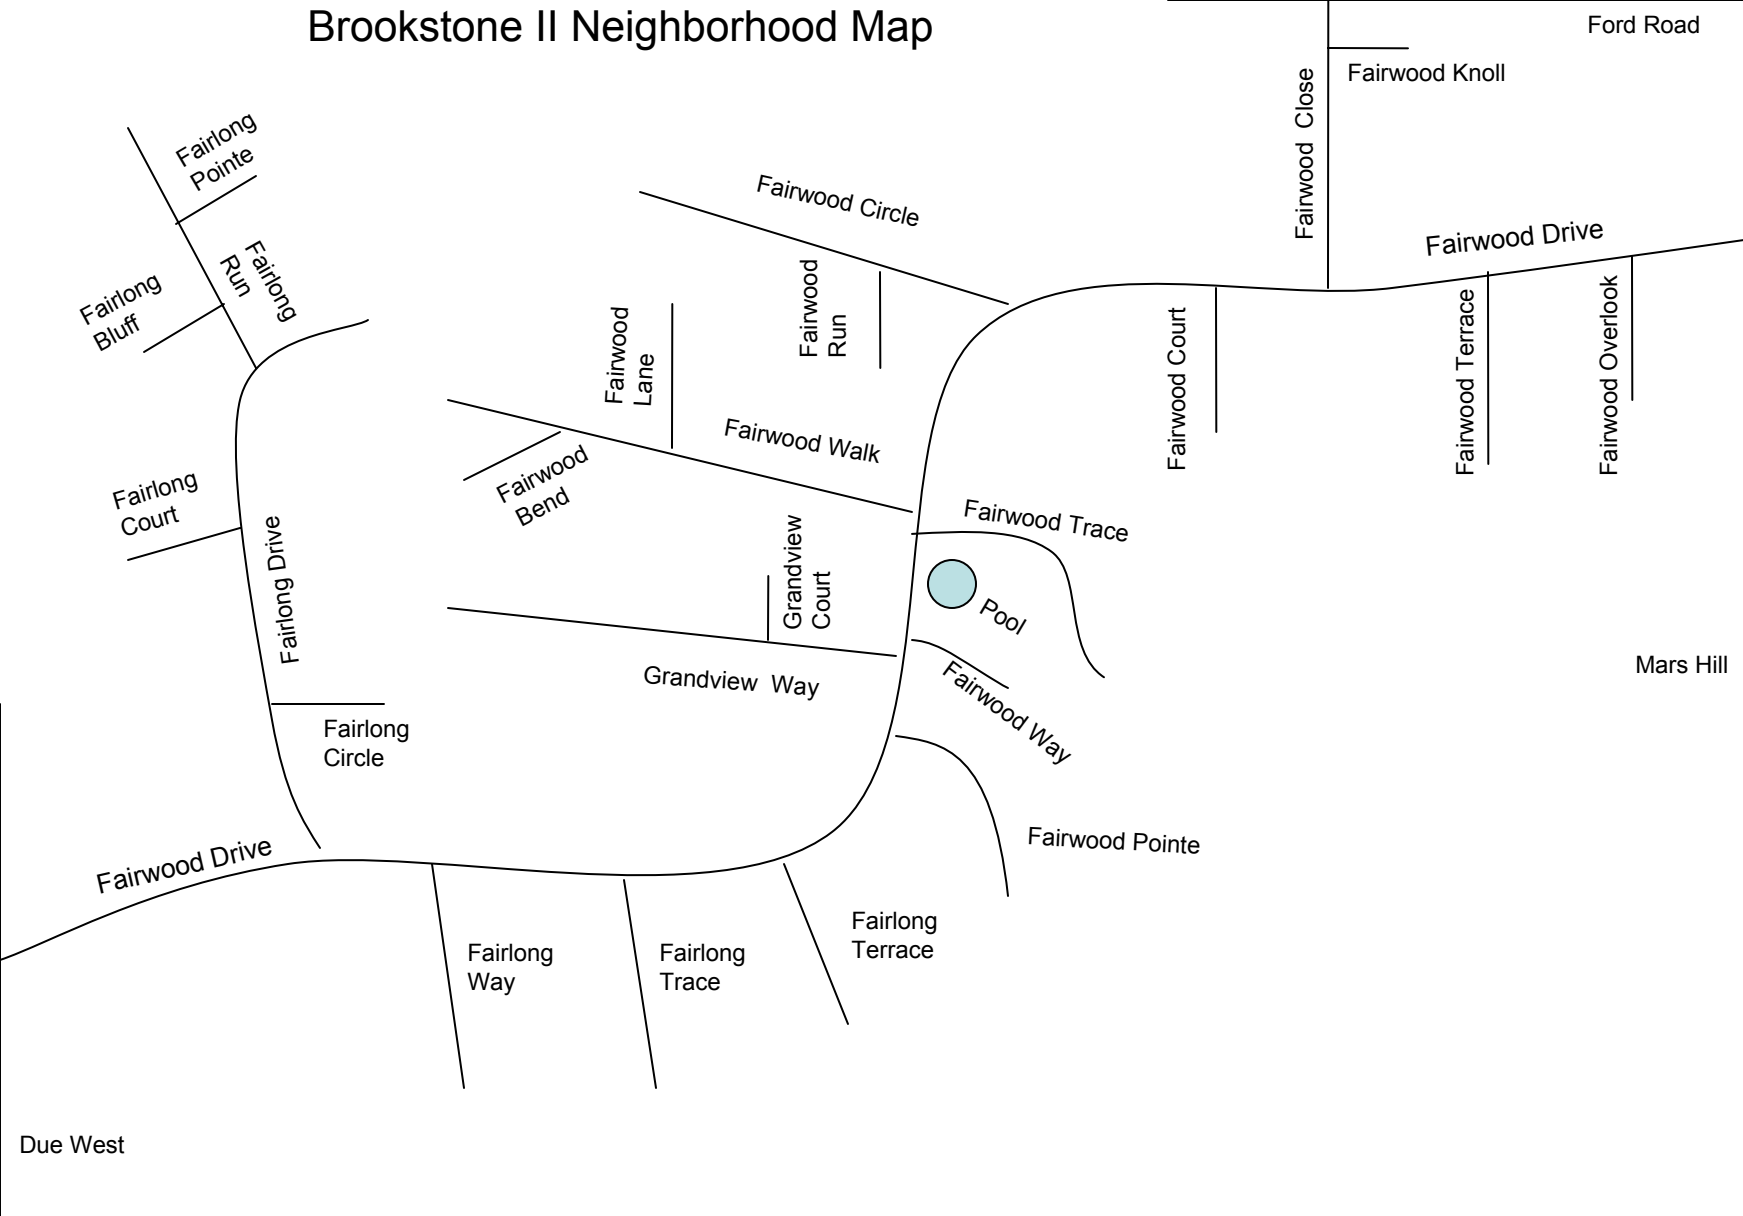 Brookstone II Neighborhood Map
Ford Road
Fairwood Knoll
Fairwood  Close
Fairlong
Pointe
Fairwood Circle
Fairwood Drive
Fairlong
Run
Fairlong
Bluff
Fairwood
Run
Fairwood
Lane
Fairwood Court
Fairwood Terrace
Fairwood Overlook
Fairwood Walk
Fairwood
Bend
Fairlong
Court
Fairwood Trace
Grandview
Court
Fairlong Drive
Pool
Mars Hill
Grandview  Way
Fairwood Way
Fairlong
Circle
Fairwood Pointe
Fairwood Drive
Fairlong
Way
Fairlong
Trace
Fairlong
Terrace
Due West